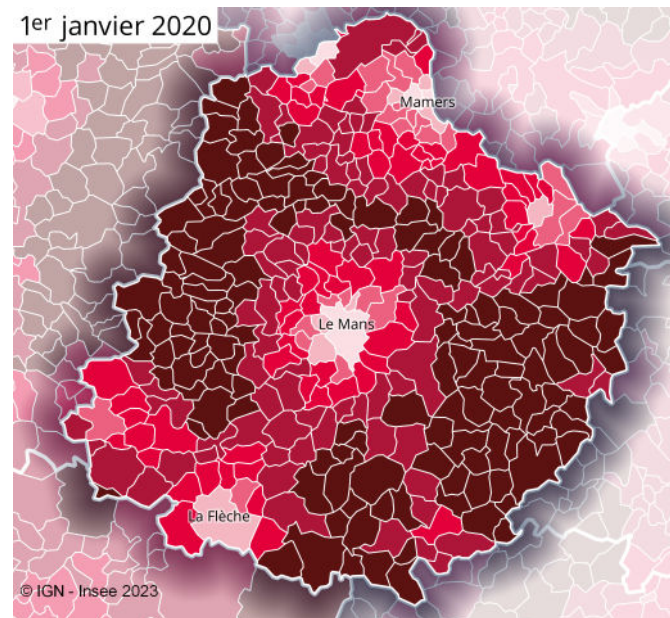 1er janvier 2020
Mamers
Le Mans
La Flèche
© IGN - Insee 2023